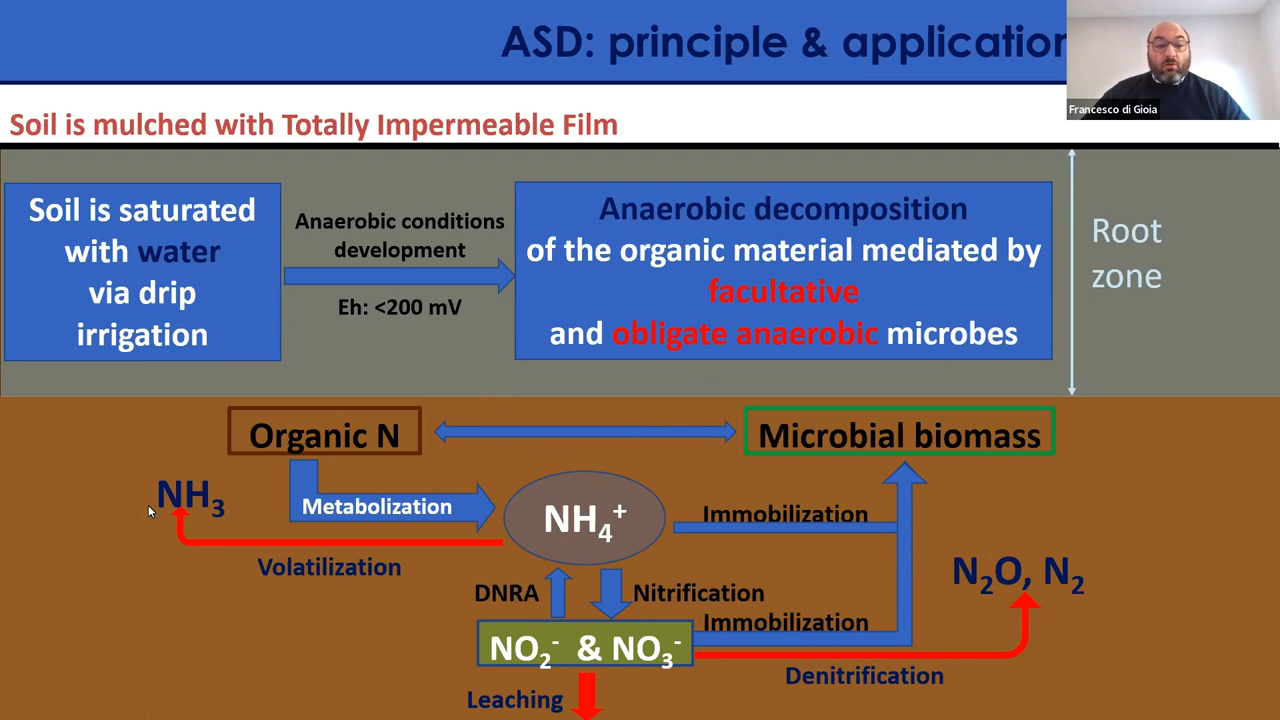 ASD: principle & application
Francesco di Gioia
Soil is mulched with Totally Impermeable Film
Soil is saturated
with water
via drip
irrigation
Anaerobic conditions
development
Eh: <200 mV
Anaerobic decomposition
of the organic material mediated by
facultative
and obligate anaerobic microbes
Root
zone
Organic N
Microbial biomass
NH₃
Metabolization
NH₄⁺
Immobilization
Volatilization
N₂O, N₂
DNRA
Nitrification
Immobilization
NO₂⁻ & NO₃⁻
Denitrification
Leaching